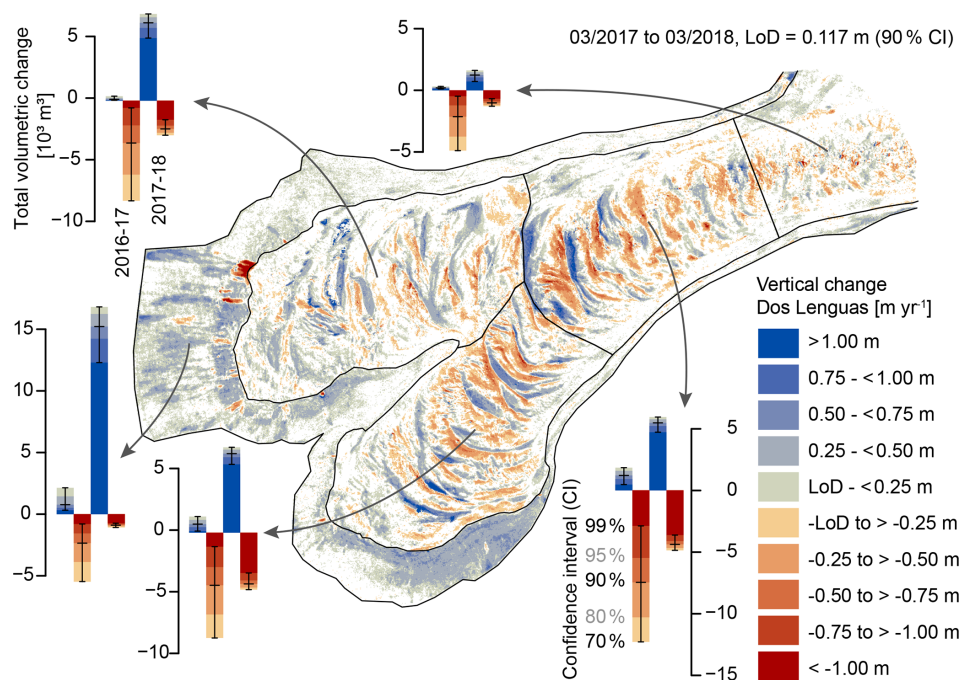 03/2017 to 03/2018, LoD = 0.117 m (90 % CI)
Total volumetric change
[10³ m³]
5
0
−5
−10
2016-17
2017-18
5
0
−5
15
10
5
0
−5
5
0
−5
−10
5
0
−5
−10
−15
Confidence interval (CI)
99 %
95 %
90 %
80 %
70 %
Vertical change
Dos Lenguas [m yr-1]
>1.00 m
0.75 - <1.00 m
0.50 - <0.75 m
0.25 - <0.50 m
LoD - <0.25 m
-LoD to > -0.25 m
-0.25 to > -0.50 m
-0.50 to > -0.75 m
-0.75 to > -1.00 m
< -1.00 m